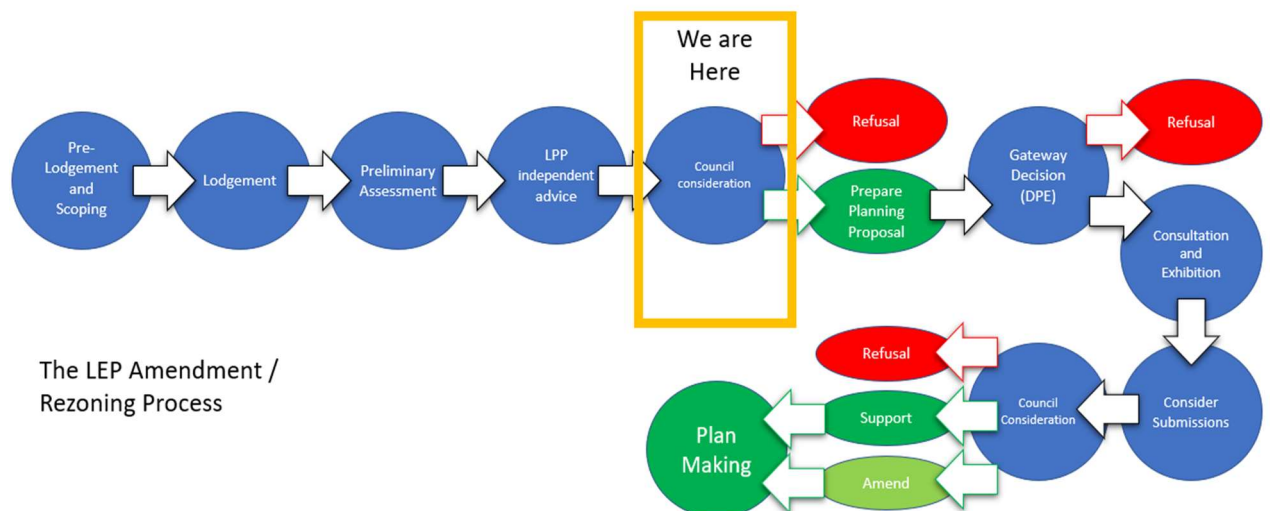 We are
Here
Pre-
Lodgement
and
Scoping
Lodgement
Preliminary
Assessment
LPP
independent
advice
Council
consideration
Refusal
Prepare
Planning
Proposal
Gateway
Decision
(DPE)
Refusal
Consultation
and
Exhibition
Consider
Submissions
Council
Consideration
Refusal
Support
Amend
Plan
Making
The LEP Amendment /
Rezoning Process